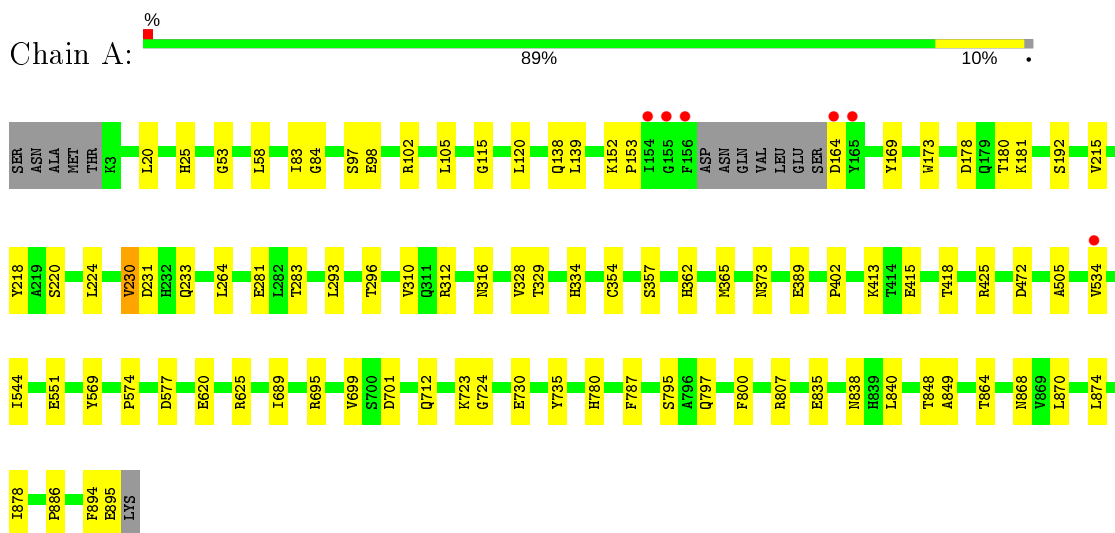 %
Chain A:
89% 10% •
SER ASN ALA MET THR K3 L20 H25 G53 L58 I83 G84 S97 E98 R102 L105 G115 L120 Q138 L139 K152 P153 I154 G155 F156 ASP ASN GLN VAL LEU GLU SER D164 Y165 Y169 W173 D178 Q179 T180 K181 S192 V215
Y218 A219 S220 L224 V230 D231 H232 Q233 L264 E281 L282 T283 L293 T296 V310 Q311 R312 N316 V328 T329 H334 C354 S357 H362 M365 N373 E389 P402 K413 T414 E415 T418 R425 D472 A505 V534
I544 E551 Y569 P574 D577 E620 R625 I689 R695 V699 S700 D701 Q712 K723 G724 E730 Y735 H780 F787 S795 A796 Q797 F800 R807 E835 N838 H839 L840 T848 A849 T864 N868 V869 L870 L874
I878 P886 F894 E895 LYS